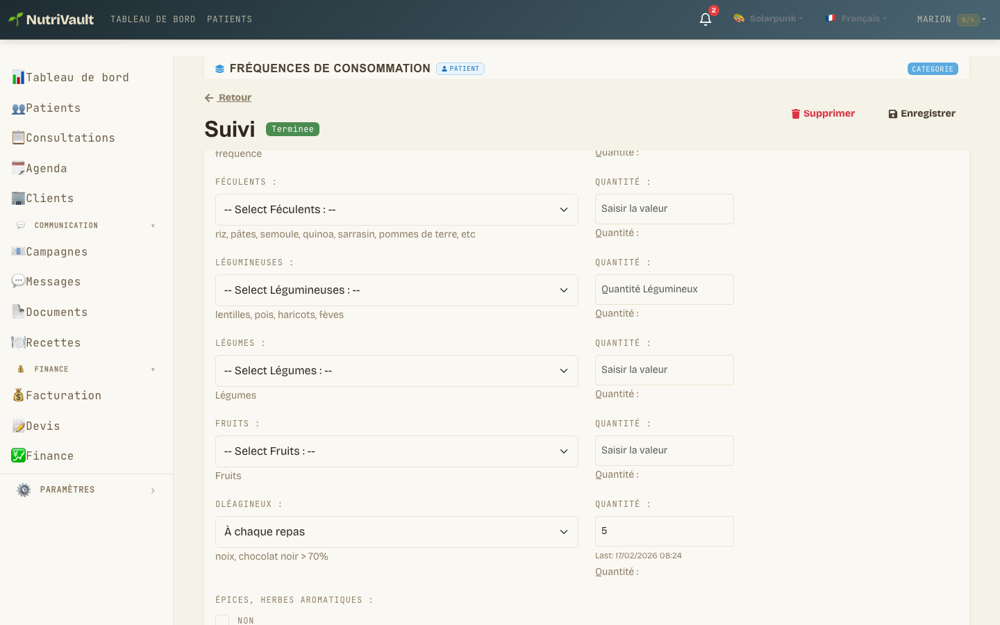 NutriVault
TABLEAU DE BORD
PATIENTS
2
Solarpunk
Français
MARION
N/A
Tableau de bord
Patients
Consultations
Agenda
Clients
COMMUNICATION
Campagnes
Messages
Documents
Recettes
FINANCE
Facturation
Devis
Finance
PARAMÈTRES
FRÉQUENCES DE CONSOMMATION
PATIENT
CATEGORIE
Retour
Suivi
Terminee
Supprimer
Enregistrer
fréquence
Quantité :
FÉCULENTS :
QUANTITÉ :
-- Select Féculents : --
Saisir la valeur
riz, pâtes, semoule, quinoa, sarrasin, pommes de terre, etc
Quantité :
LÉGUMINEUSES :
QUANTITÉ :
-- Select Légumineuses : --
Quantité Légumineux
lentilles, pois, haricots, fèves
Quantité :
LÉGUMES :
QUANTITÉ :
-- Select Légumes : --
Saisir la valeur
Légumes
Quantité :
FRUITS :
QUANTITÉ :
-- Select Fruits : --
Saisir la valeur
Fruits
Quantité :
OLÉAGINEUX :
QUANTITÉ :
À chaque repas
5
noix, chocolat noir > 70%
Last: 17/02/2026 08:24
Quantité :
ÉPICES, HERBES AROMATIQUES :
NON